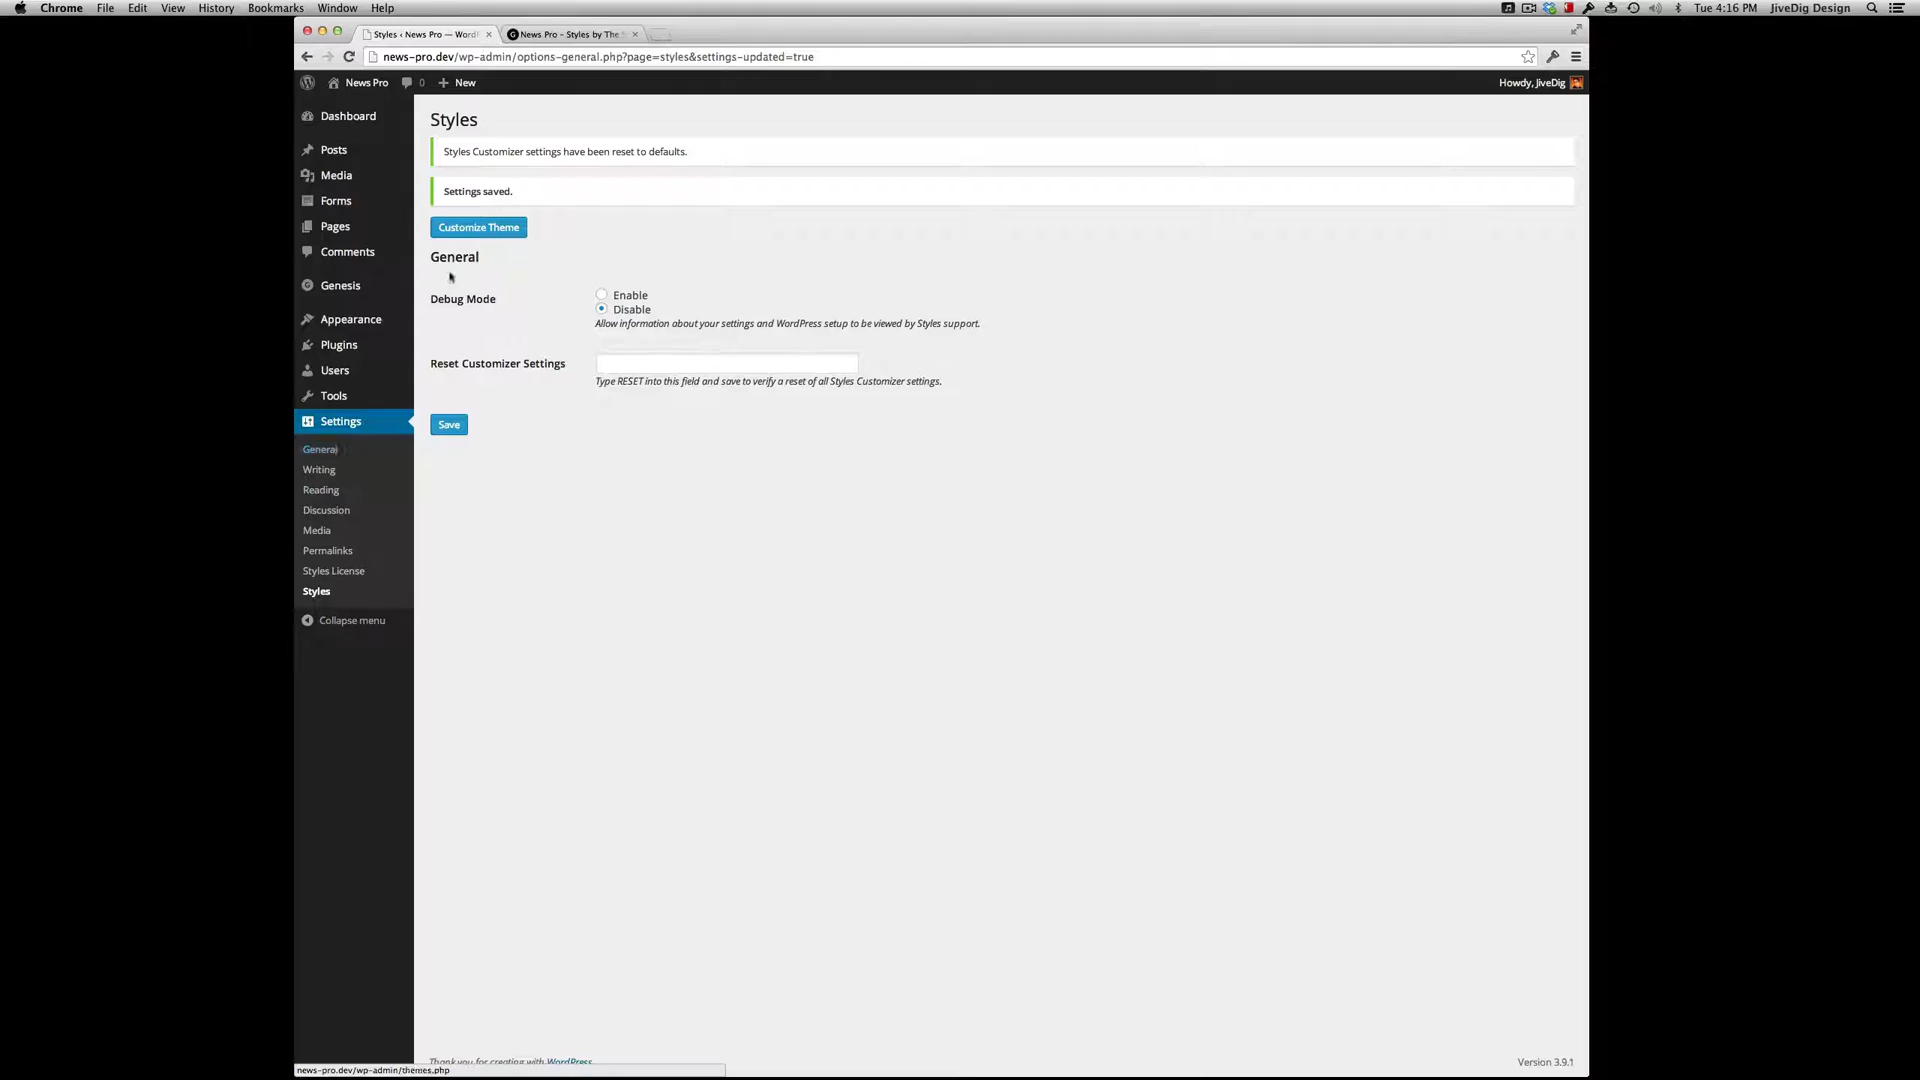 Chrome File Edit View History Bookmarks Window Help
Tue 4:16 PM JiveDig Design
Styles ‹ News Pro — Word
News Pro - Styles by The
news-pro.dev/wp-admin/options-general.php?page=styles&settings-updated=true
News Pro 0 + New
Howdy, JiveDig
Dashboard
Posts
Media
Forms
Pages
Comments
Genesis
Appearance
Plugins
Users
Tools
Settings
General
Writing
Reading
Discussion
Media
Permalinks
Styles License
Styles
Collapse menu
Styles
Styles Customizer settings have been reset to defaults.
Settings saved.
Customize Theme
General
Debug Mode
Enable
Disable
Allow information about your settings and WordPress setup to be viewed by Styles support.
Reset Customizer Settings
Type RESET into this field and save to verify a reset of all Styles Customizer settings.
Save
Thank you for creating with WordPress.
Version 3.9.1
news-pro.dev/wp-admin/themes.php